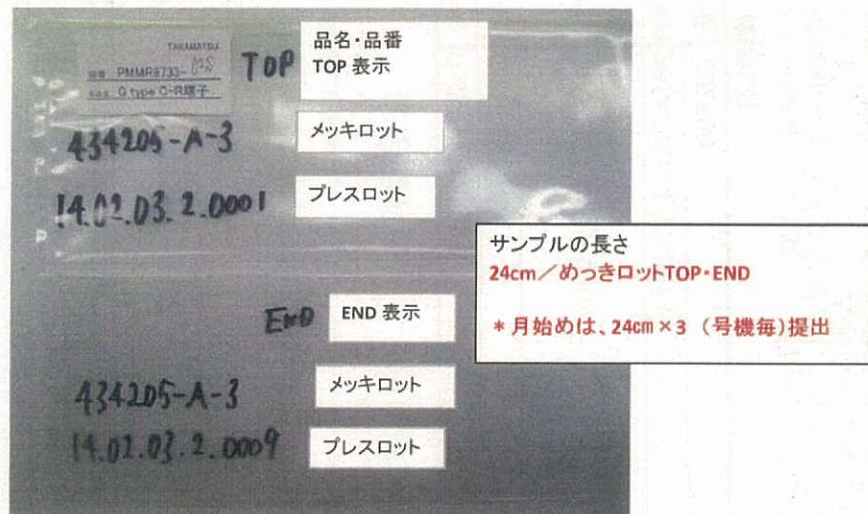 TAKAMATSU
PMMR8733-
G type C-R端子
TOP
品名・品番
TOP 表示
434205-A-3
メッキロット
14.02.03.2.0001
プレスロット
サンプルの長さ
24cm／めっきロットTOP・END
＊月始めは、24cm×3 （号機毎）提出
END
END 表示
434205-A-3
メッキロット
14.02.03.2.0009
プレスロット